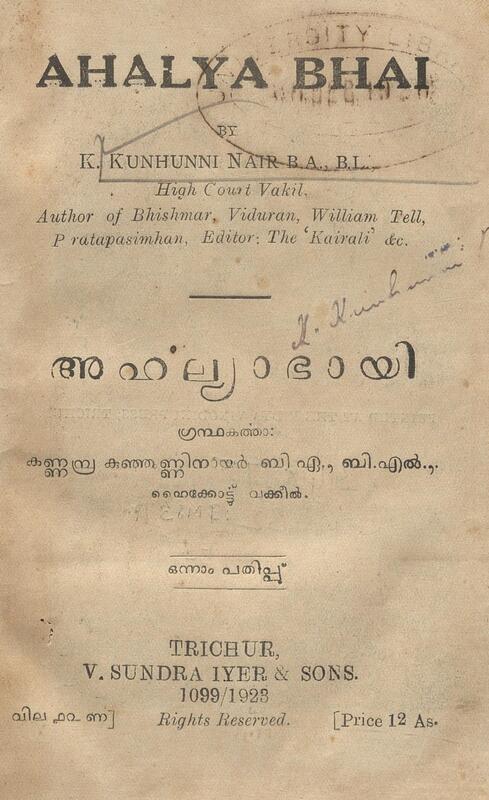 AHALYA BHAI
BY
K. KUNHUNNI NAIR B.A., B.L.,
High Court Vakil,
Author of Bhishmar, Viduran, William Tell,
Pratapasimhan, Editor: The 'Kairali' &c.
K. Kunhunni
അഹല്യാഭായി
ഗ്രന്ഥകർത്താ:
കണ്ണമ്പ്ര കുഞ്ഞുണ്ണിനായർ ബി ഏ., ബി.എൽ.,.
ഹൈക്കോട്ട് വക്കീൽ.
ഒന്നാം പതിപ്പ്
TRICHUR,
V. SUNDRA IYER & SONS.
1099/1923
വില ൧൨ ണ] Rights Reserved. [Price 12 As.